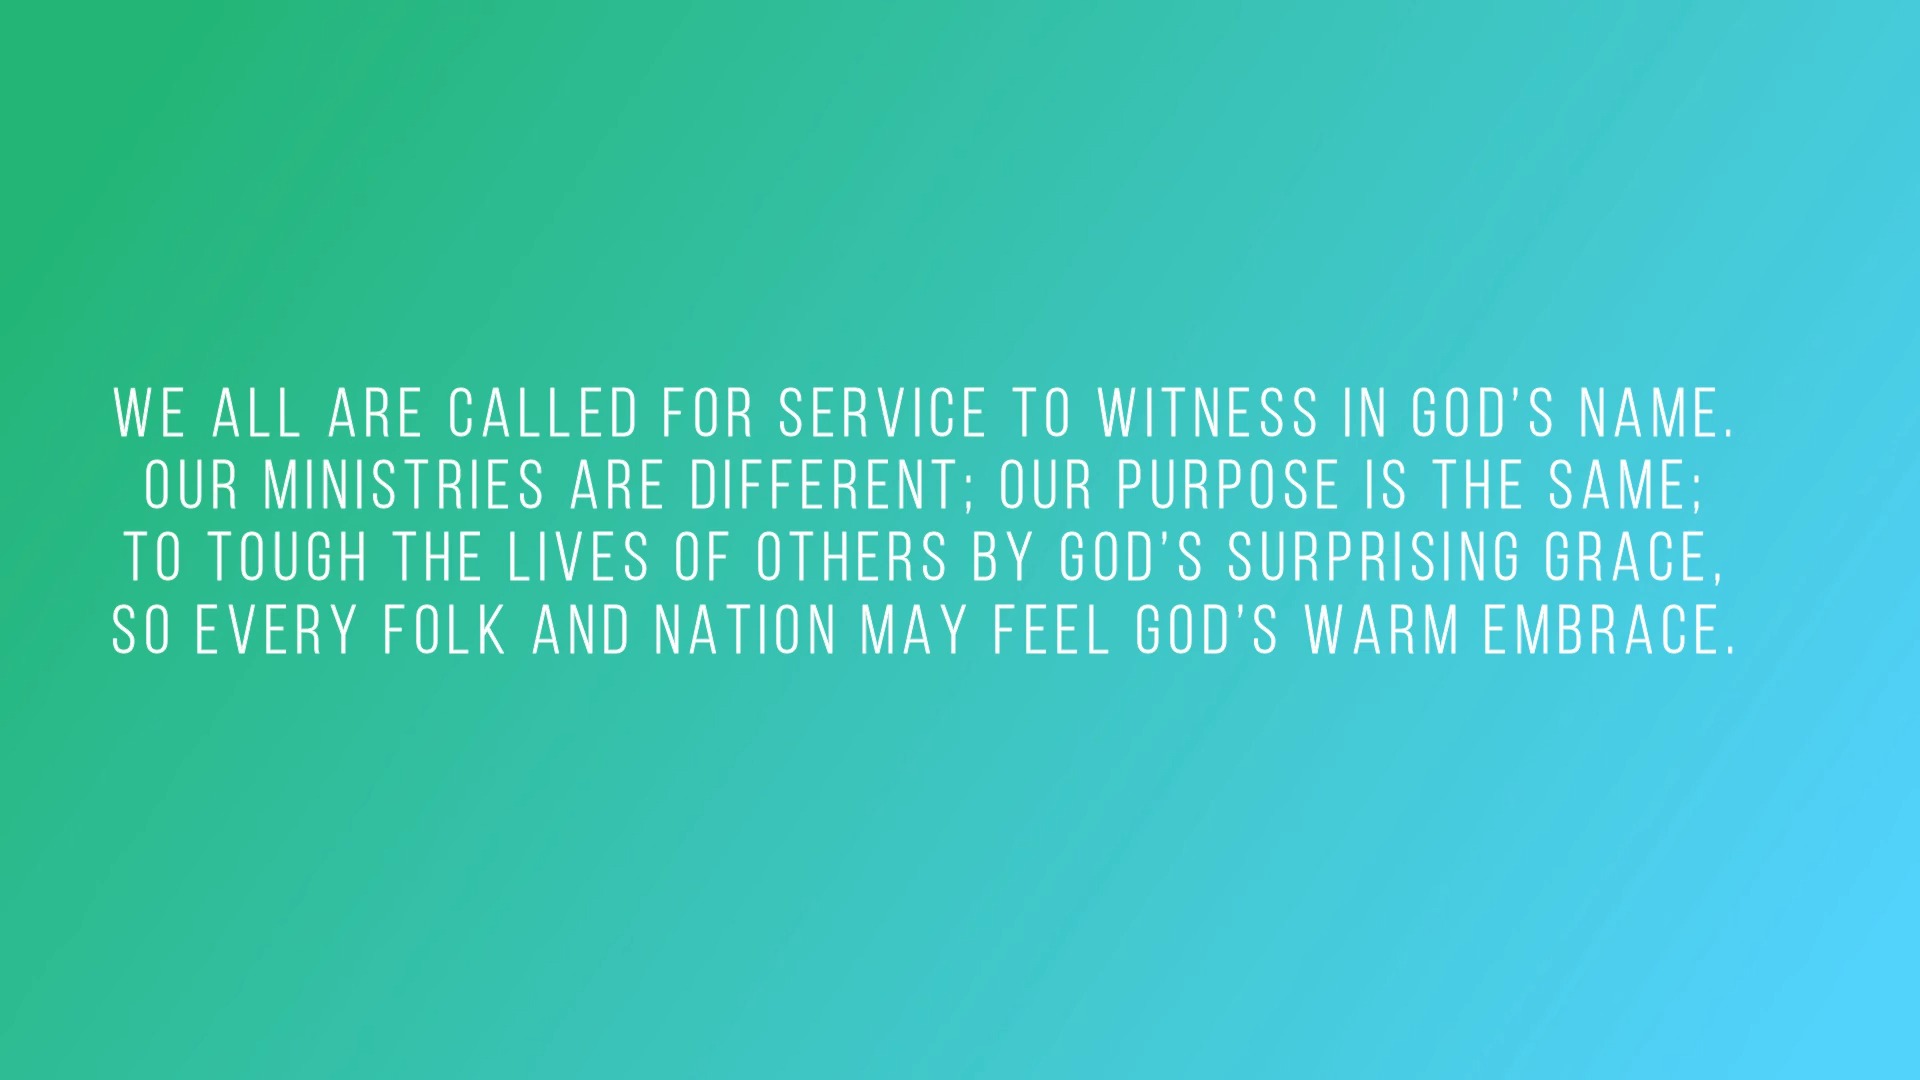 WE ALL ARE CALLED FOR SERVICE TO WITNESS IN GOD'S NAME.
OUR MINISTRIES ARE DIFFERENT; OUR PURPOSE IS THE SAME;
TO TOUGH THE LIVES OF OTHERS BY GOD'S SURPRISING GRACE,
SO EVERY FOLK AND NATION MAY FEEL GOD'S WARM EMBRACE.